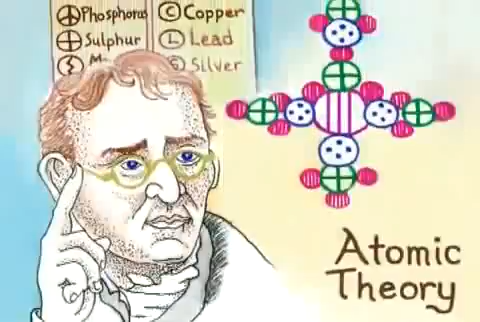 Phosphorus
Sulphur
C Copper
L Lead
Silver
Atomic
Theory